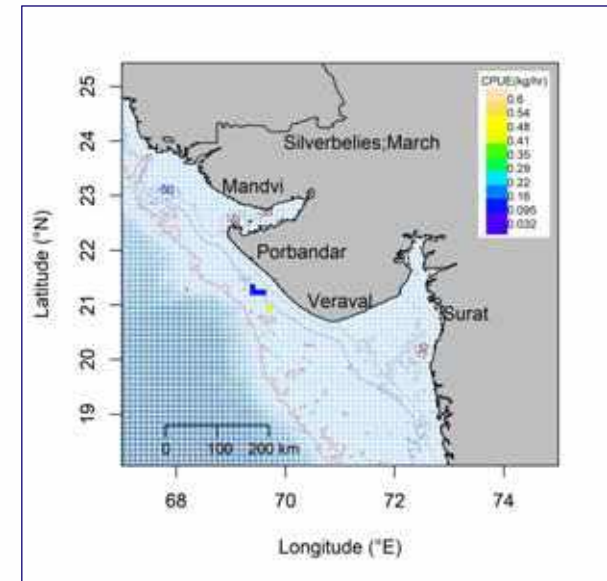 CPUE(kg/hr)
0.6
0.54
0.48
0.41
0.35
0.29
0.22
0.16
0.095
0.032
Silverbelies;March
Mandvi
Porbandar
Veraval
Surat
25
24
23
22
21
20
19
Latitude (°N)
0 100 200 km
68 70 72 74
Longitude (°E)